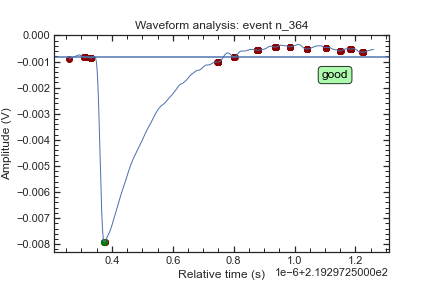 Waveform analysis: event n_364
0.000
-0.001
-0.002
-0.003
-0.004
-0.005
-0.006
-0.007
-0.008
Amplitude (V)
good
0.4
0.6
0.8
1.0
1.2
Relative time (s)
1e-6+2.1929725000e2